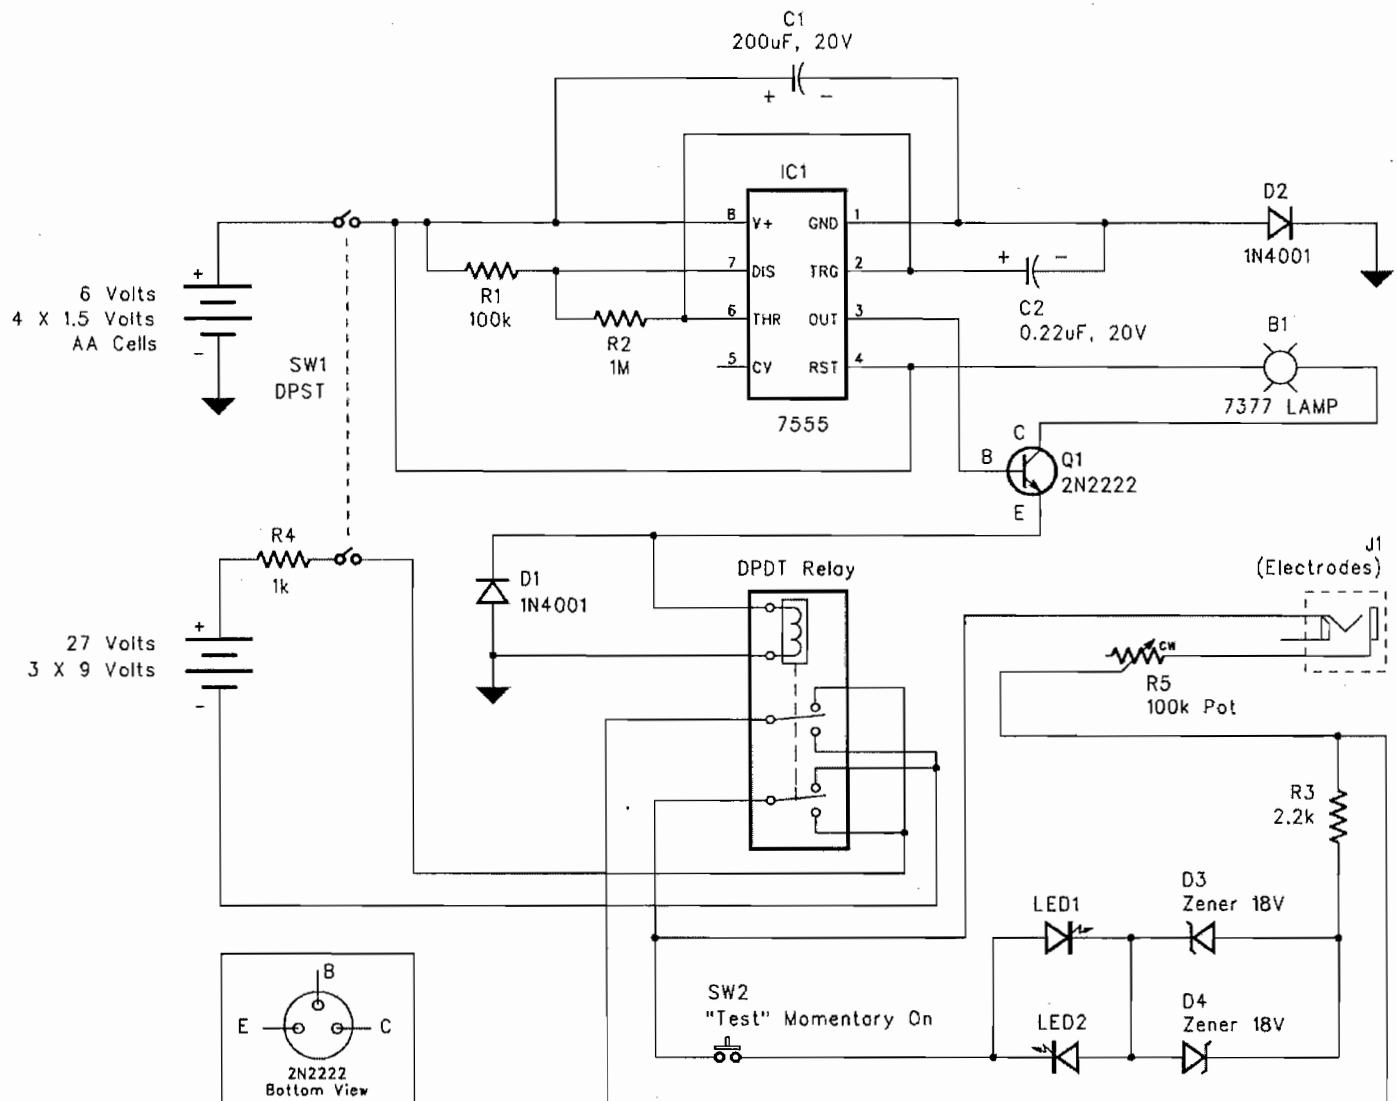 C1
200uF, 20V
+ -
IC1
8 V+ GND 1
7 DIS TRG 2
6 THR OUT 3
5 CV RST 4
7555
D2
1N4001
+ -
C2
0.22uF, 20V
R1
100k
R2
1M
+
6 Volts
4 X 1.5 Volts
AA Cells
-
SW1
DPST
B1
7377 LAMP
C
B
E
Q1
2N2222
R4
1k
D1
1N4001
DPDT Relay
J1
(Electrodes)
CW
R5
100k Pot
+
27 Volts
3 X 9 Volts
-
R3
2.2k
LED1
D3
Zener 18V
SW2
"Test" Momentary On
LED2
D4
Zener 18V
B
E
C
2N2222
Bottom View